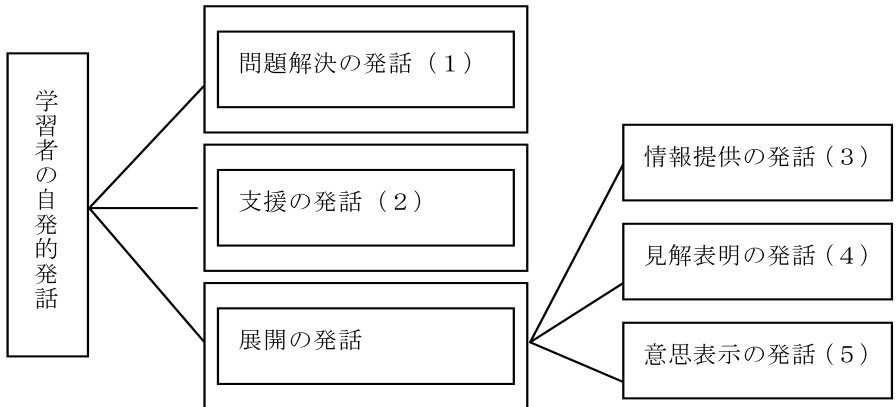 学習者の自発的発話
問題解決の発話（１）
支援の発話（２）
展開の発話
情報提供の発話（３）
見解表明の発話（４）
意思表示の発話（５）